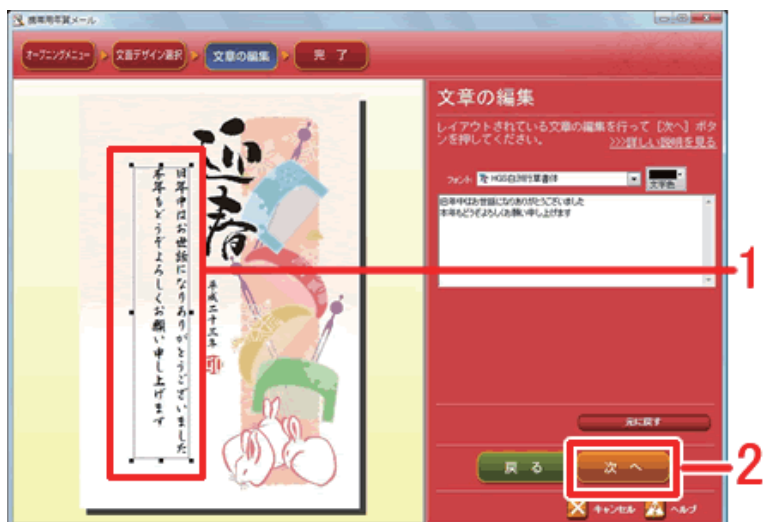 携帯用年賀メール
オープニングメニュー
文面デザイン選択
文章の編集
完 了
迎春
旧年中はお世話になりありがとうございました
本年もどうぞよろしくお願い申し上げます
平成二十三年
卯
文章の編集
レイアウトされている文章の編集を行って [次へ] ボタ
ンを押してください。
>>>詳しい説明を見る
フォント
HGS白洲行草書体
文字色
旧年中はお世話になりありがとうございました
本年もどうぞよろしくお願い申し上げます
元に戻す
戻 る
次 へ
キャンセル
ヘルプ
1
2